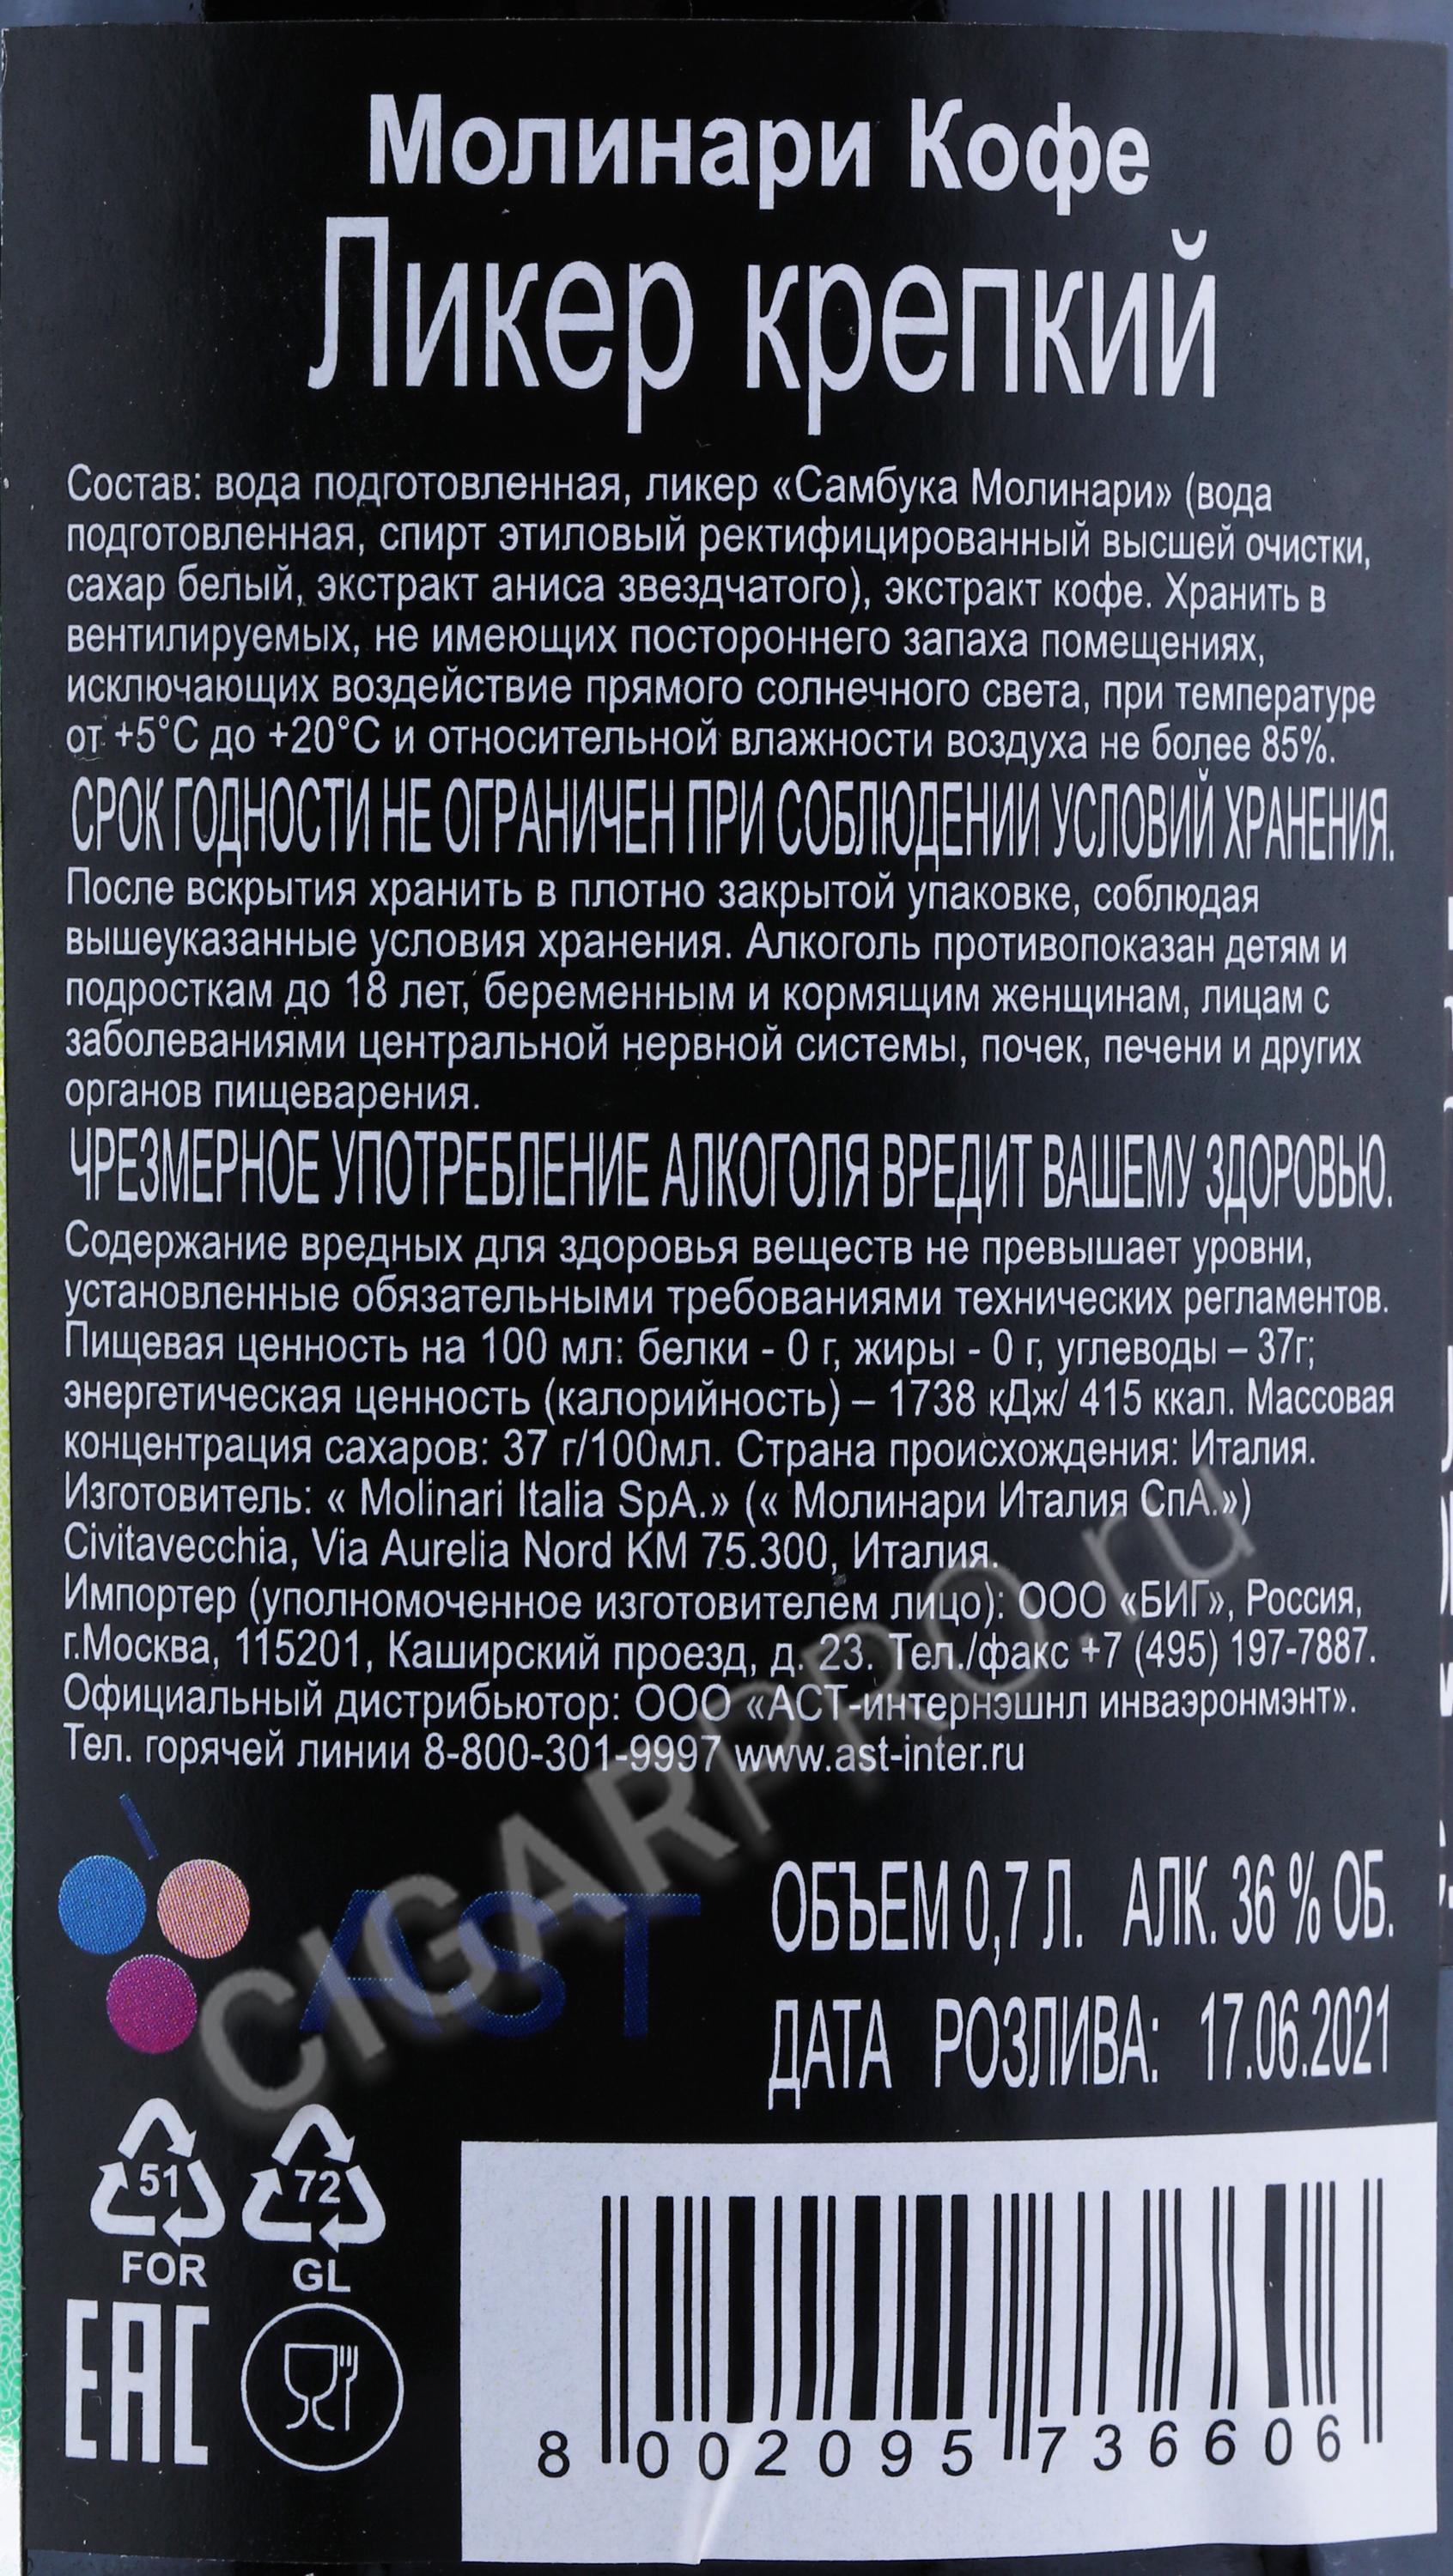 Молинари Кофе
Ликер крепкий
Состав: вода подготовленная, ликер «Самбука Молинари» (вода
подготовленная, спирт этиловый ректифицированный высшей очистки,
сахар белый, экстракт аниса звездчатого), экстракт кофе. Хранить в
вентилируемых, не имеющих постороннего запаха помещениях,
исключающих воздействие прямого солнечного света, при температуре
от +5°С до +20°С и относительной влажности воздуха не более 85%.
СРОК ГОДНОСТИ НЕ ОГРАНИЧЕН ПРИ СОБЛЮДЕНИИ УСЛОВИЙ ХРАНЕНИЯ.
После вскрытия хранить в плотно закрытой упаковке, соблюдая
вышеуказанные условия хранения. Алкоголь противопоказан детям и
подросткам до 18 лет, беременным и кормящим женщинам, лицам с
заболеваниями центральной нервной системы, почек, печени и других
органов пищеварения.
ЧРЕЗМЕРНОЕ УПОТРЕБЛЕНИЕ АЛКОГОЛЯ ВРЕДИТ ВАШЕМУ ЗДОРОВЬЮ.
Содержание вредных для здоровья веществ не превышает уровни,
установленные обязательными требованиями технических регламентов.
Пищевая ценность на 100 мл: белки - 0 г, жиры - 0 г, углеводы – 37г;
энергетическая ценность (калорийность) – 1738 кДж/ 415 ккал. Массовая
концентрация сахаров: 37 г/100мл. Страна происхождения: Италия.
Изготовитель: « Molinari Italia SpA.» (« Молинари Италия СпА.»)
Civitavecchia, Via Aurelia Nord KM 75.300, Италия.
Импортер (уполномоченное изготовителем лицо): ООО «БИГ», Россия,
г.Москва, 115201, Каширский проезд, д. 23. Тел./факс +7 (495) 197-7887.
Официальный дистрибьютор: ООО «АСТ-интернэшнл инваэронмэнт».
Тел. горячей линии 8-800-301-9997 www.ast-inter.ru
CIGARPRO.ru
AST
ОБЪЕМ 0,7 Л. АЛК. 36 % ОБ.
ДАТА РОЗЛИВА: 17.06.2021
51 72
FOR GL
EAC
8 002095 736606